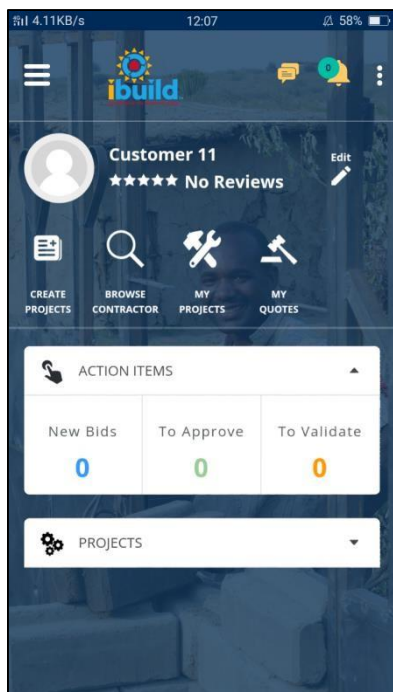 4.11KB/s 12:07 58%
ibuild
0
Customer 11
Edit
No Reviews
CREATE PROJECTS
BROWSE CONTRACTOR
MY PROJECTS
MY QUOTES
ACTION ITEMS
New Bids To Approve To Validate
0 0 0
PROJECTS